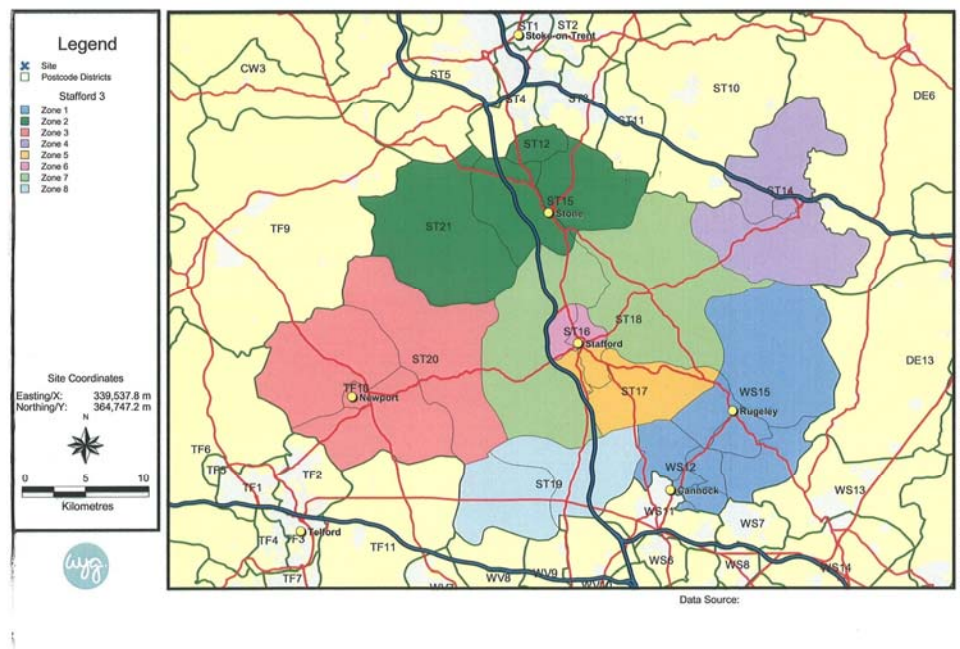 Legend
Site
Postcode Districts
Stafford 3
Zone 1
Zone 2
Zone 3
Zone 4
Zone 5
Zone 6
Zone 7
Zone 8
Site Coordinates
Easting/X: 339,537.8 m
Northing/Y: 364,747.2 m
N
0 5 10
Kilometres
wyg.
ST1
ST2
Stoke-on-Trent
CW3
ST5
ST4
ST3
ST10
DE6
ST11
ST12
ST14
ST15
Stone
ST21
TF9
ST18
ST16
Stafford
ST20
DE13
TF10
Newport
ST17
WS15
Rugeley
TF6
TF5
TF1
TF2
ST19
WS12
Cannock
WS13
WS11
WS7
Telford
TF4
TF3
TF11
WS6
WS8
WS14
TF7
WV8
WV9
Data Source: